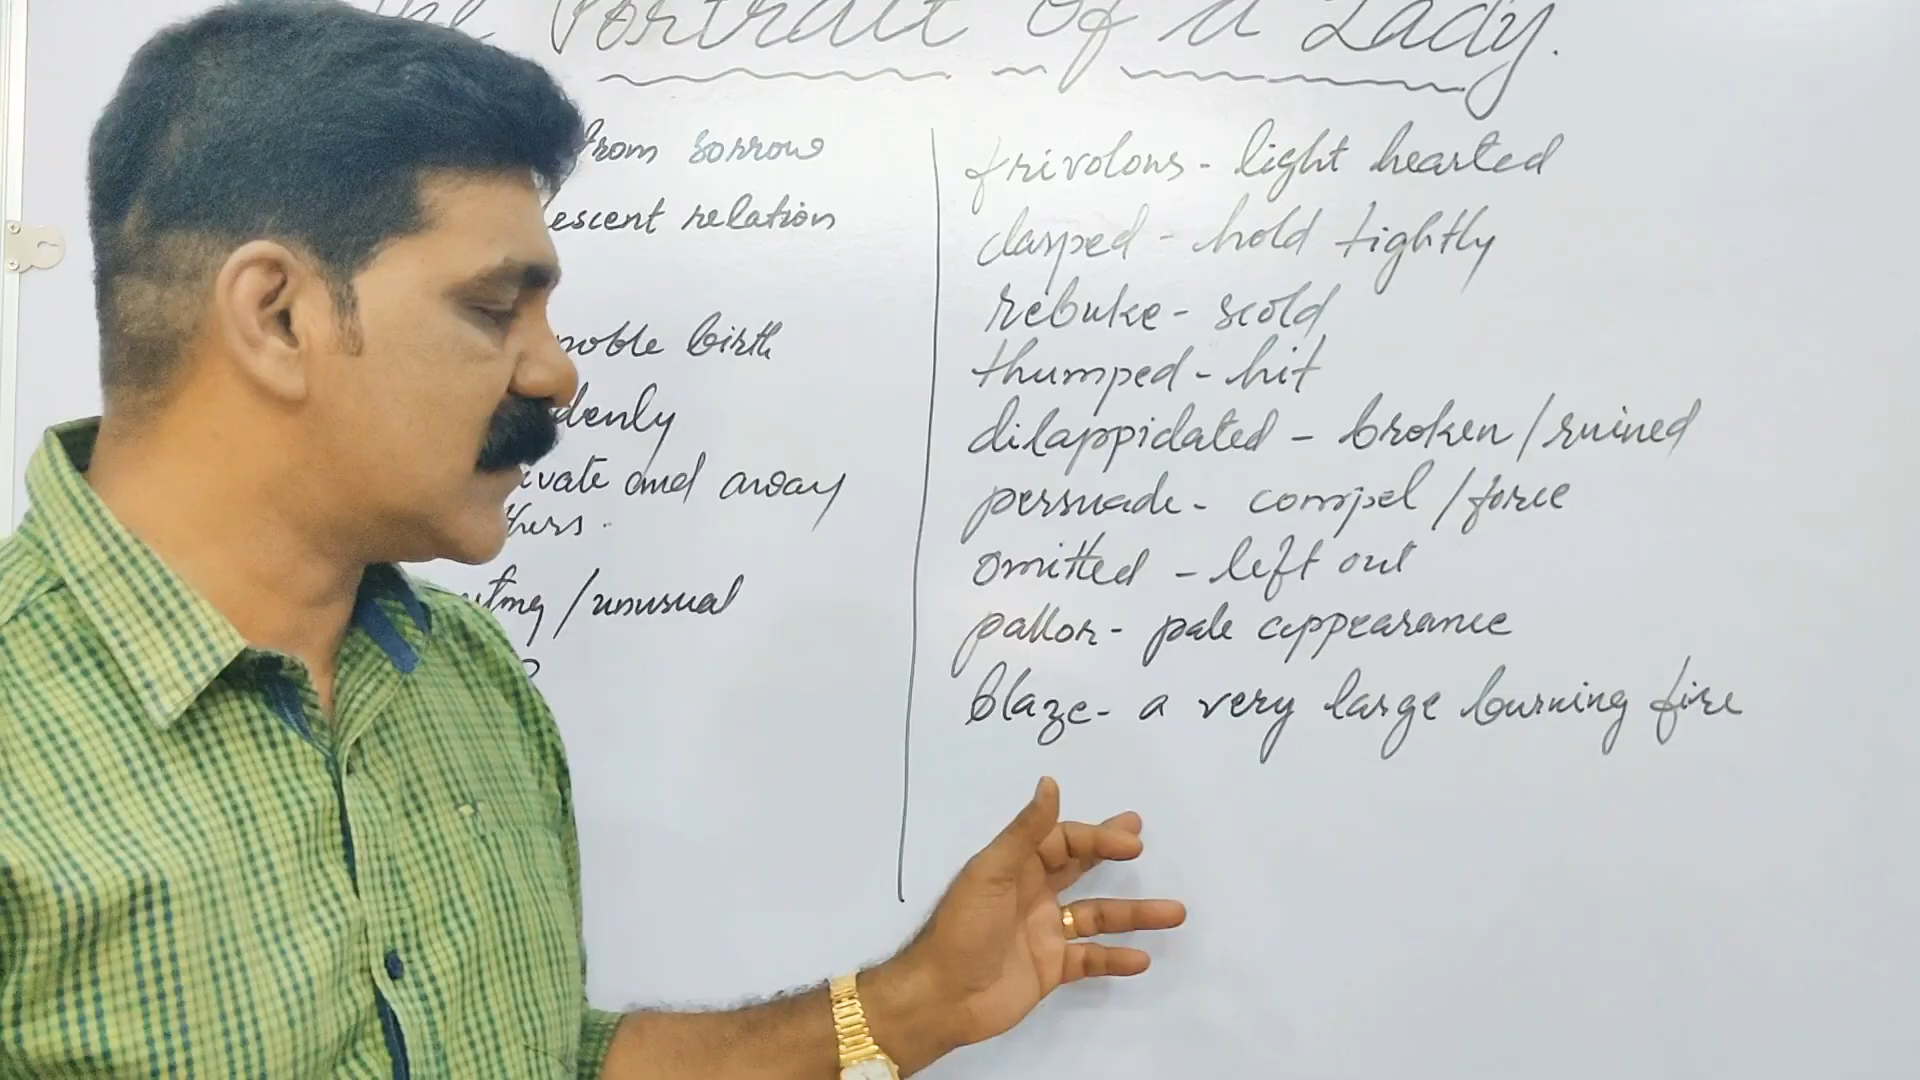 The Portrait of a Lady.
from sorrow
escent relation
noble birth
denly
ivate and away
thers.
/unusual
frivolous - light hearted
clasped - hold tightly
rebuke - scold
thumped - hit
dilappidated - broken/ruined
persuade - compel/force
omitted - left out
pallor - pale appearance
blaze - a very large burning fire